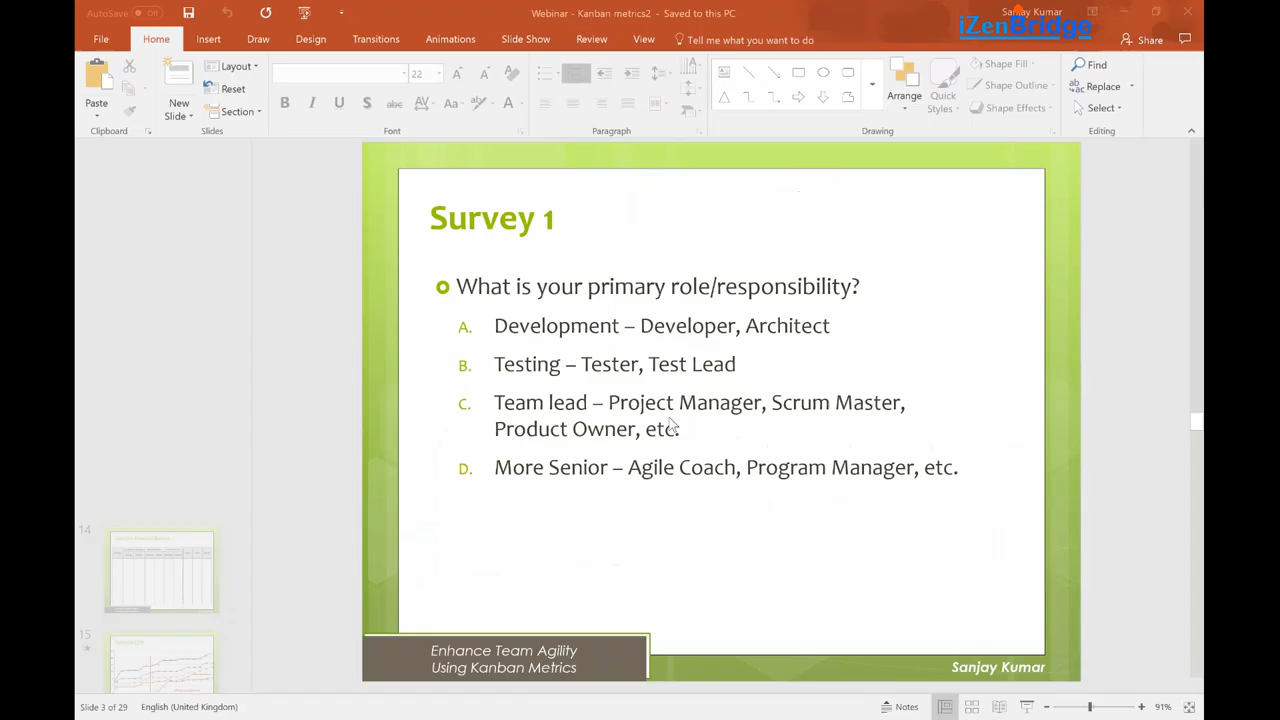 AutoSave Off
Webinar - Kanban metrics2 - Saved to this PC
Sanjay Kumar
iZenBridge
File Home Insert Draw Design Transitions Animations Slide Show Review View Tell me what you want to do Share
Paste
Clipboard
New
Slide
Layout
Reset
Section
Slides
22
B I U S abc AV Aa A
Font
Paragraph
Arrange
Quick
Styles
Shape Fill
Shape Outline
Shape Effects
Drawing
Find
Replace
Select
Editing
14
15
Survey 1
What is your primary role/responsibility?
A. Development – Developer, Architect
B. Testing – Tester, Test Lead
C. Team lead – Project Manager, Scrum Master,
Product Owner, etc.
D. More Senior – Agile Coach, Program Manager, etc.
Enhance Team Agility
Using Kanban Metrics
Sanjay Kumar
Slide 3 of 29 English (United Kingdom) Notes 91%